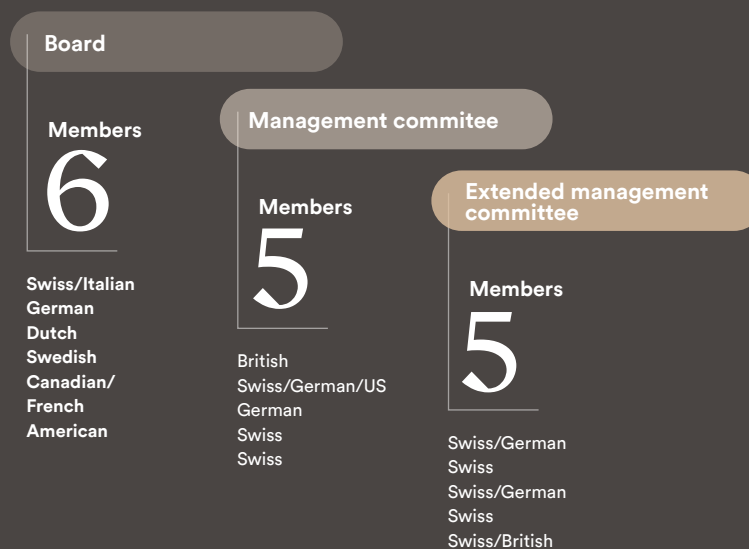 Board
Members
6
Swiss/Italian
German
Dutch
Swedish
Canadian/
French
American
Management commitee
Members
5
British
Swiss/German/US
German
Swiss
Swiss
Extended management
committee
Members
5
Swiss/German
Swiss
Swiss/German
Swiss
Swiss/British